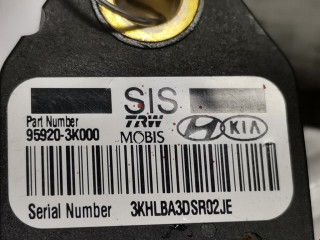 SIS
Part Number
95920-3K000
TRW
MOBIS
KIA
Serial Number 3KHLBA3DSR02JE